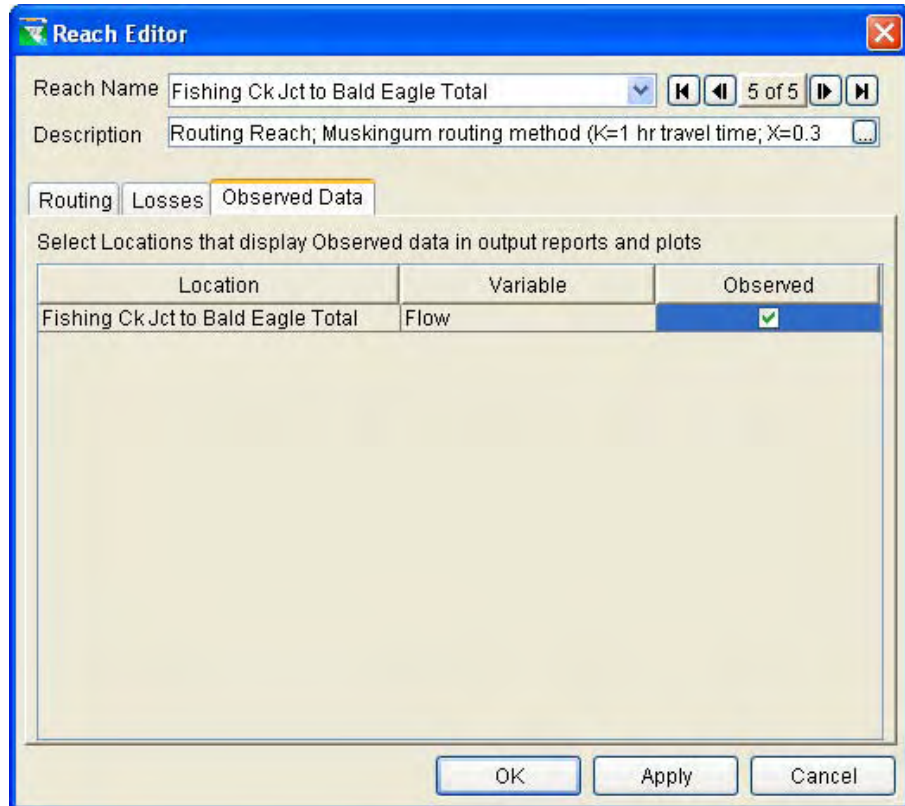 Reach Editor
Reach Name Fishing Ck Jct to Bald Eagle Total 5 of 5
Description Routing Reach; Muskingum routing method (K=1 hr travel time; X=0.3 ...
Routing Losses Observed Data
Select Locations that display Observed data in output reports and plots
Location Variable Observed
Fishing Ck Jct to Bald Eagle Total Flow
OK Apply Cancel